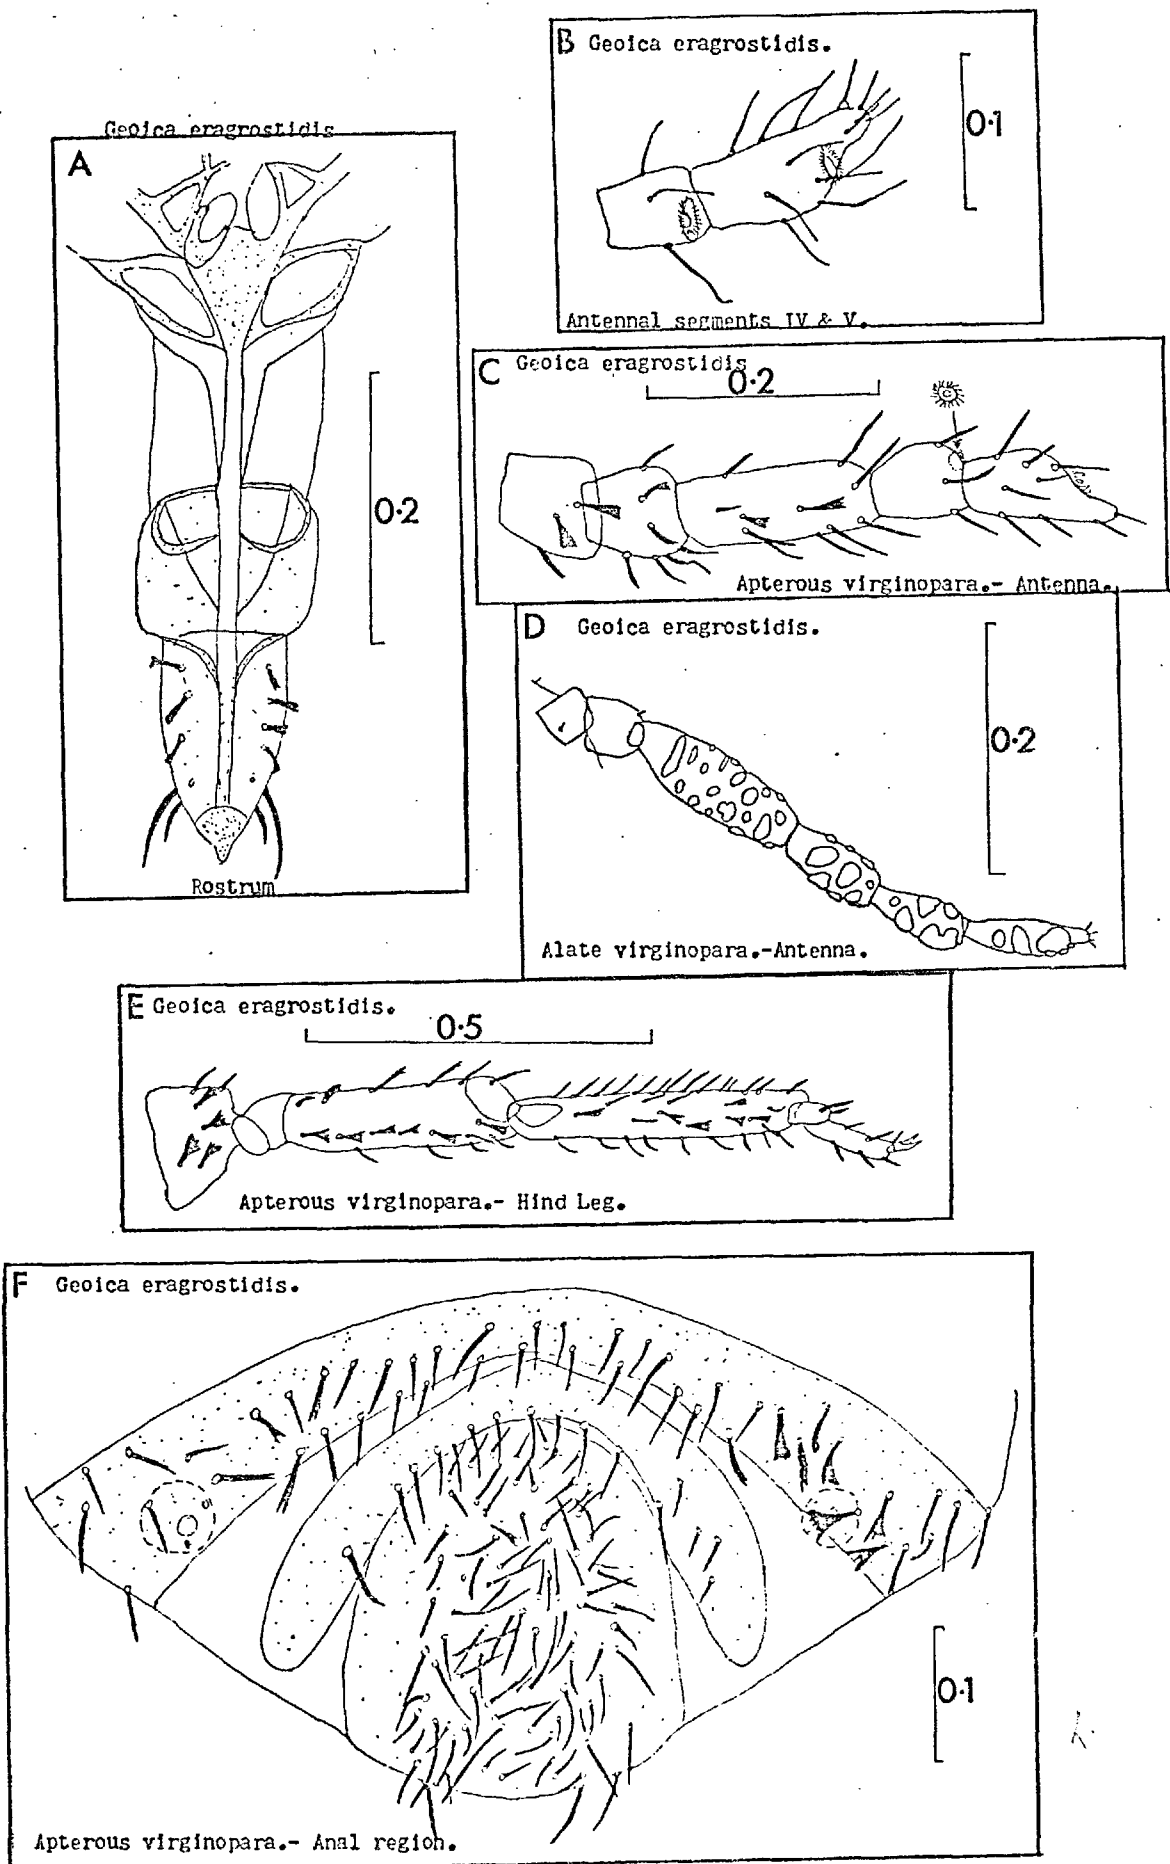 Geoica eragrostidis
A
0·2
Rostrum
B Geoica eragrostidis.
0·1
Antennal segments IV & V.
C Geoica eragrostidis
0·2
Apterous virginopara.- Antenna.
D Geoica eragrostidis.
0·2
Alate virginopara.-Antenna.
E Geoica eragrostidis.
0·5
Apterous virginopara.- Hind Leg.
F Geoica eragrostidis.
0·1
Apterous virginopara.- Anal region.